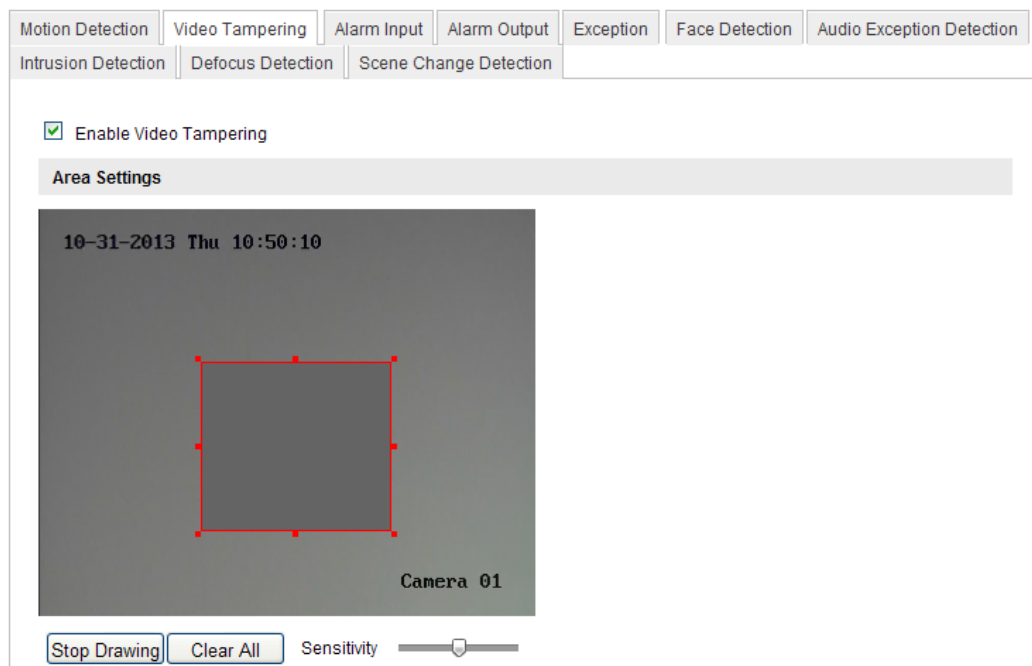 Motion Detection Video Tampering Alarm Input Alarm Output Exception Face Detection Audio Exception Detection
Intrusion Detection Defocus Detection Scene Change Detection
Enable Video Tampering
Area Settings
10-31-2013 Thu 10:50:10
Camera 01
Stop Drawing Clear All Sensitivity